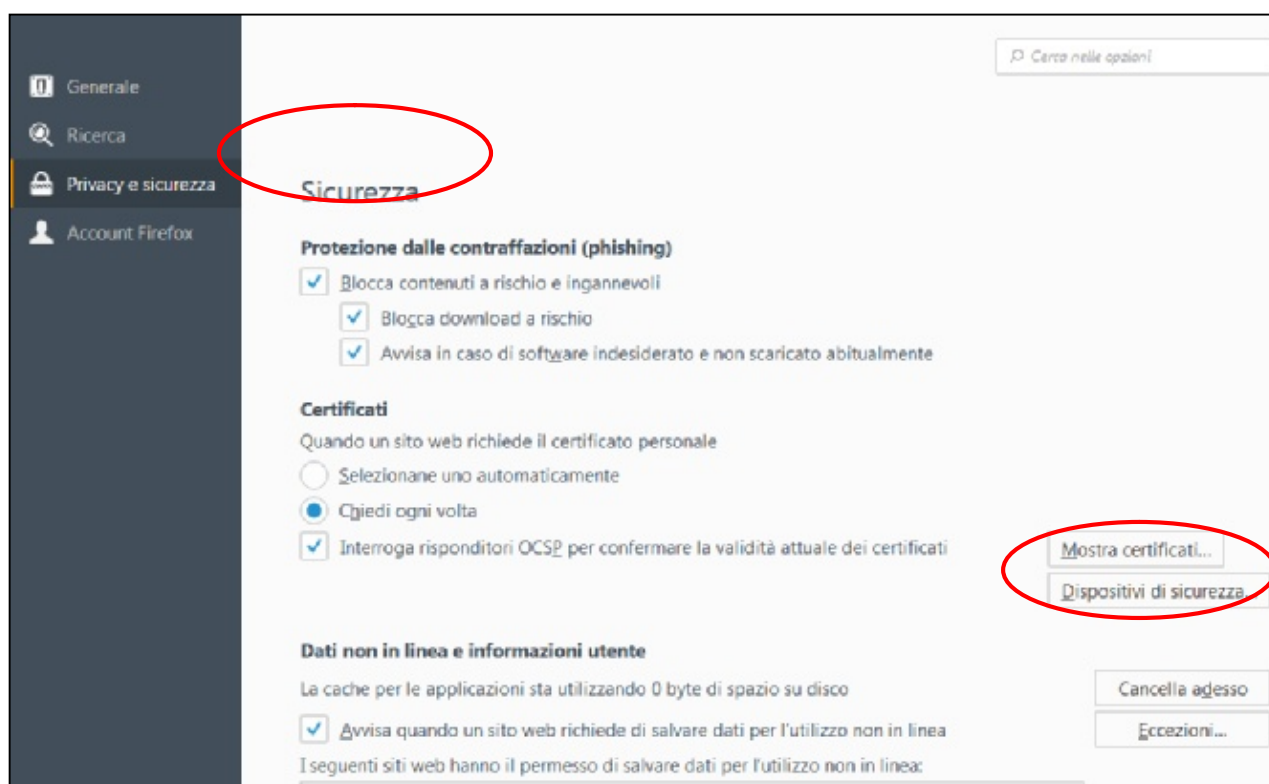 Cerca nelle opzioni
Generale
Ricerca
Privacy e sicurezza
Account Firefox
Sicurezza
Protezione dalle contraffazioni (phishing)
Blocca contenuti a rischio e ingannevoli
Blocca download a rischio
Avvisa in caso di software indesiderato e non scaricato abitualmente
Certificati
Quando un sito web richiede il certificato personale
Selezionane uno automaticamente
Chiedi ogni volta
Interroga risponditori OCSP per confermare la validità attuale dei certificati
Mostra certificati...
Dispositivi di sicurezza...
Dati non in linea e informazioni utente
La cache per le applicazioni sta utilizzando 0 byte di spazio su disco
Cancella adesso
Avvisa quando un sito web richiede di salvare dati per l'utilizzo non in linea
Eccezioni...
I seguenti siti web hanno il permesso di salvare dati per l'utilizzo non in linea: